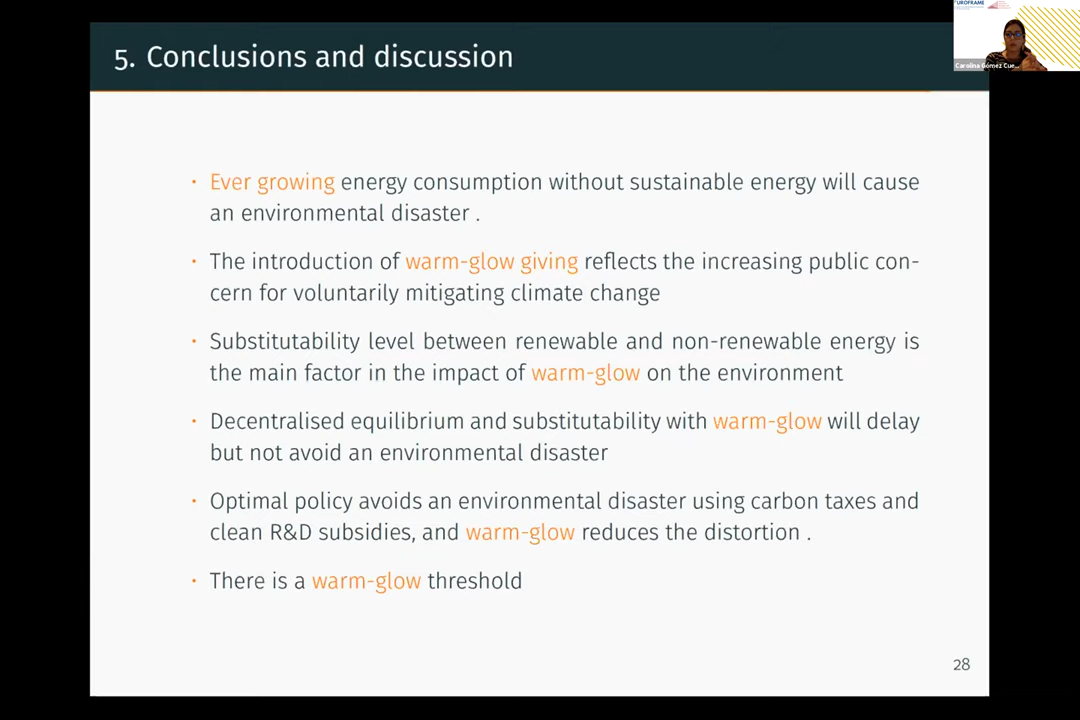 5. Conclusions and discussion
UROFRAME
Carolina Gómez Cue...
· Ever growing energy consumption without sustainable energy will cause
an environmental disaster .
· The introduction of warm-glow giving reflects the increasing public con-
cern for voluntarily mitigating climate change
· Substitutability level between renewable and non-renewable energy is
the main factor in the impact of warm-glow on the environment
· Decentralised equilibrium and substitutability with warm-glow will delay
but not avoid an environmental disaster
· Optimal policy avoids an environmental disaster using carbon taxes and
clean R&D subsidies, and warm-glow reduces the distortion .
· There is a warm-glow threshold
28